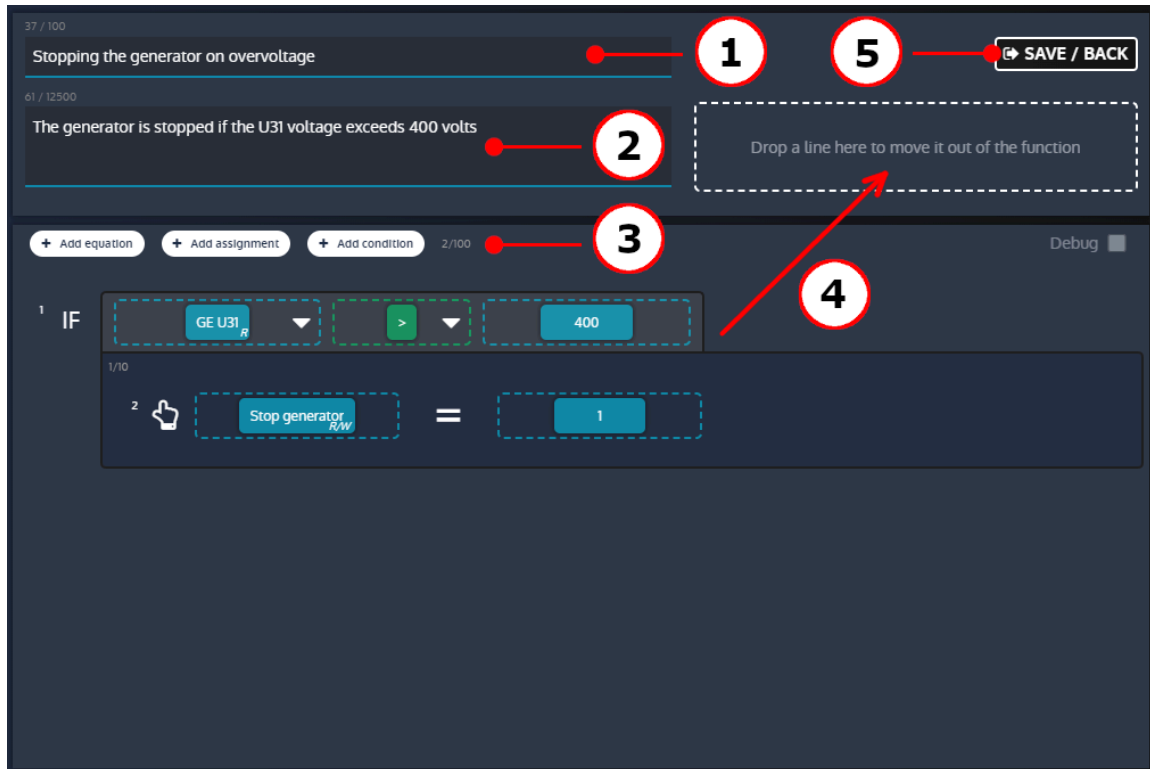 37 / 100
Stopping the generator on overvoltage
1
5
SAVE / BACK
61 / 12500
The generator is stopped if the U31 voltage exceeds 400 volts
2
Drop a line here to move it out of the function
+ Add equation + Add assignment + Add condition 2/100
3
Debug
4
1 IF GE U31 R > 400
1/10
2 Stop generator R/W = 1